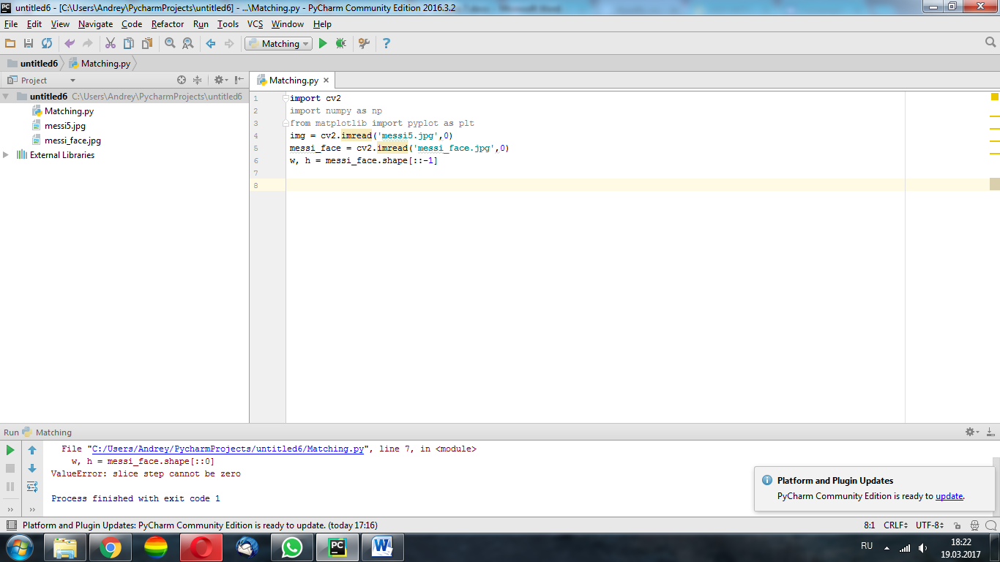 untitled6 - [C:\Users\Andrey\PycharmProjects\untitled6] - ...\Matching.py - PyCharm Community Edition 2016.3.2
File Edit View Navigate Code Refactor Run Tools VCS Window Help
Matching
untitled6 Matching.py
Project
Matching.py
untitled6 C:\Users\Andrey\PycharmProjects\untitled6
Matching.py
messi5.jpg
messi_face.jpg
External Libraries
1 import cv2
2 import numpy as np
3 from matplotlib import pyplot as plt
4 img = cv2.imread('messi5.jpg',0)
5 messi_face = cv2.imread('messi_face.jpg',0)
6 w, h = messi_face.shape[::-1]
7
8
Run Matching
File "C:/Users/Andrey/PycharmProjects/untitled6/Matching.py", line 7, in <module>
w, h = messi_face.shape[::0]
ValueError: slice step cannot be zero
Process finished with exit code 1
Platform and Plugin Updates
PyCharm Community Edition is ready to update.
Platform and Plugin Updates: PyCharm Community Edition is ready to update. (today 17:16)
8:1 CRLF UTF-8
RU
18:22
19.03.2017